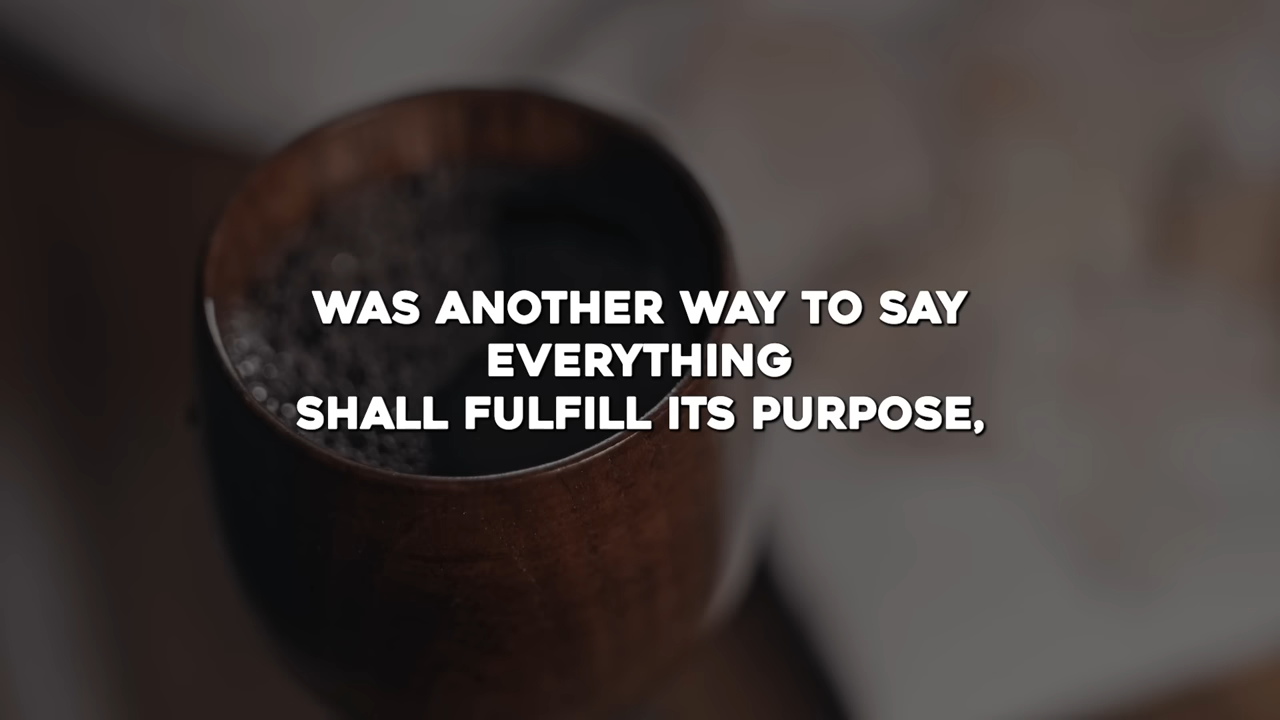 WAS ANOTHER WAY TO SAY
EVERYTHING
SHALL FULFILL ITS PURPOSE,